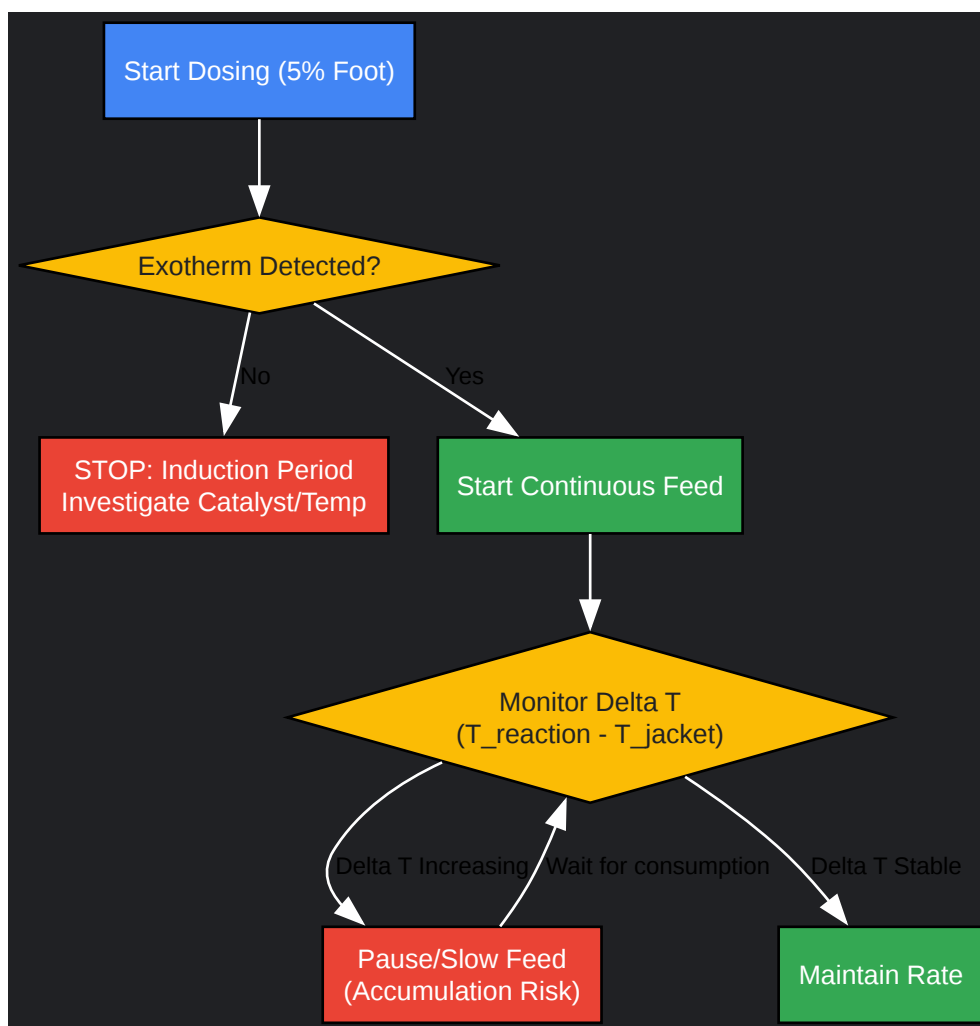 Start Dosing (5% Foot)
Exotherm Detected?
No
Yes
STOP: Induction Period
Investigate Catalyst/Temp
Start Continuous Feed
Monitor Delta T
(T_reaction - T_jacket)
Delta T Increasing
Wait for consumption
Delta T Stable
Pause/Slow Feed
(Accumulation Risk)
Maintain Rate